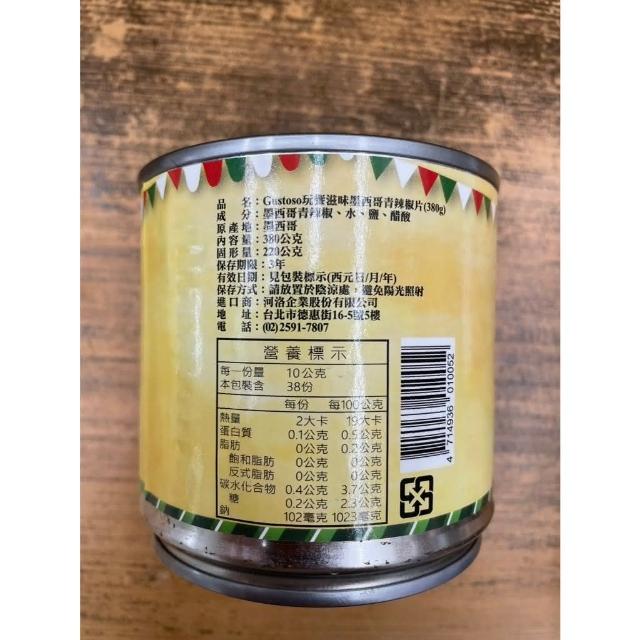 品　名：Gustoso玩饗滋味墨西哥青辣椒片(380g)
成　分：墨西哥青辣椒、水、鹽、醋酸
原產地：墨西哥
內容量：380公克
固形量：220公克
保存期限：3年
有效日期：見包裝標示(西元日/月/年)
保存方式：請放置於陰涼處，避免陽光照射
進口商：河洛企業股份有限公司
地　址：台北市德惠街16-5號5樓
電　話：(02)2591-7807
營養標示
每一份量 10公克
本包裝含 38份
每份 每100公克
熱量 2大卡 19大卡
蛋白質 0.1公克 0.5公克
脂肪 0公克 0.2公克
飽和脂肪 0公克 0公克
反式脂肪 0公克 0公克
碳水化合物 0.4公克 3.7公克
糖 0.2公克 2.3公克
鈉 102毫克 1023毫克
4 714936 010052